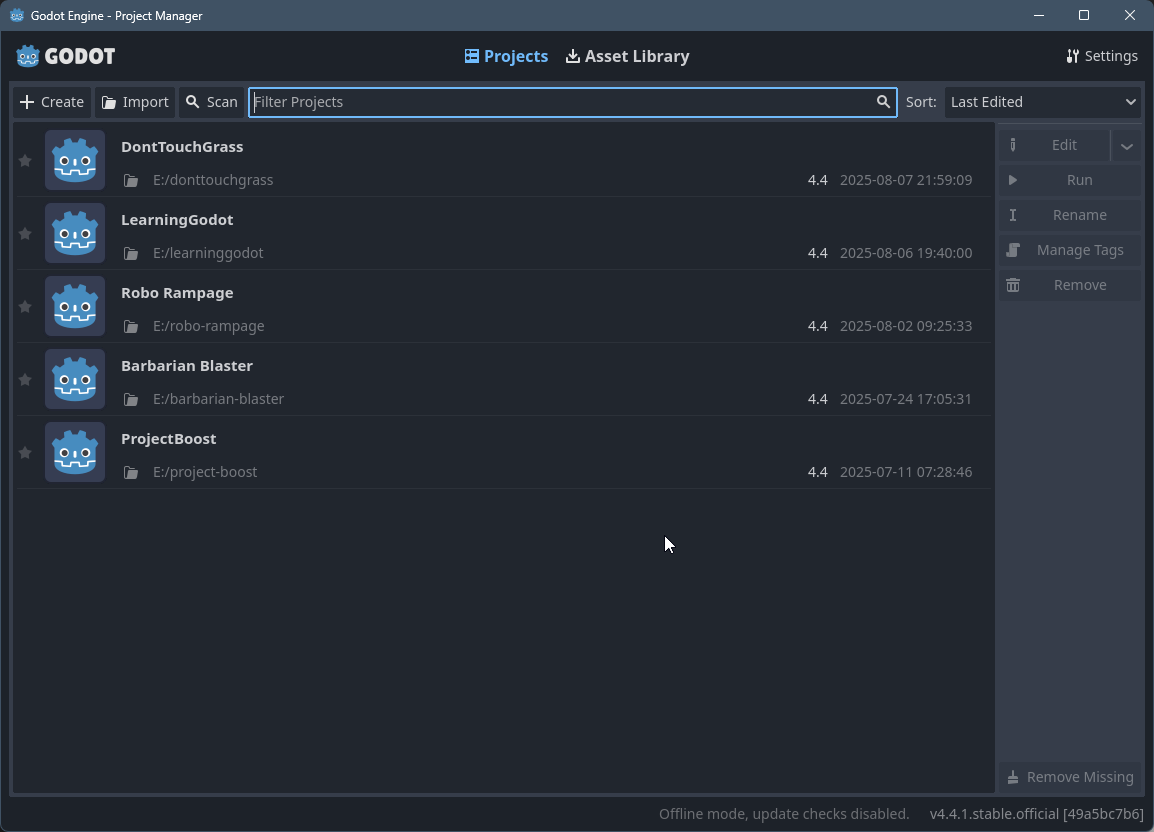 Godot Engine - Project Manager
GODOT
Projects
Asset Library
Settings
Create
Import
Scan
Filter Projects
Sort:
Last Edited
DontTouchGrass
E:/donttouchgrass
4.4
2025-08-07 21:59:09
LearningGodot
E:/learninggodot
4.4
2025-08-06 19:40:00
Robo Rampage
E:/robo-rampage
4.4
2025-08-02 09:25:33
Barbarian Blaster
E:/barbarian-blaster
4.4
2025-07-24 17:05:31
ProjectBoost
E:/project-boost
4.4
2025-07-11 07:28:46
Edit
Run
Rename
Manage Tags
Remove
Remove Missing
Offline mode, update checks disabled.
v4.4.1.stable.official [49a5bc7b6]